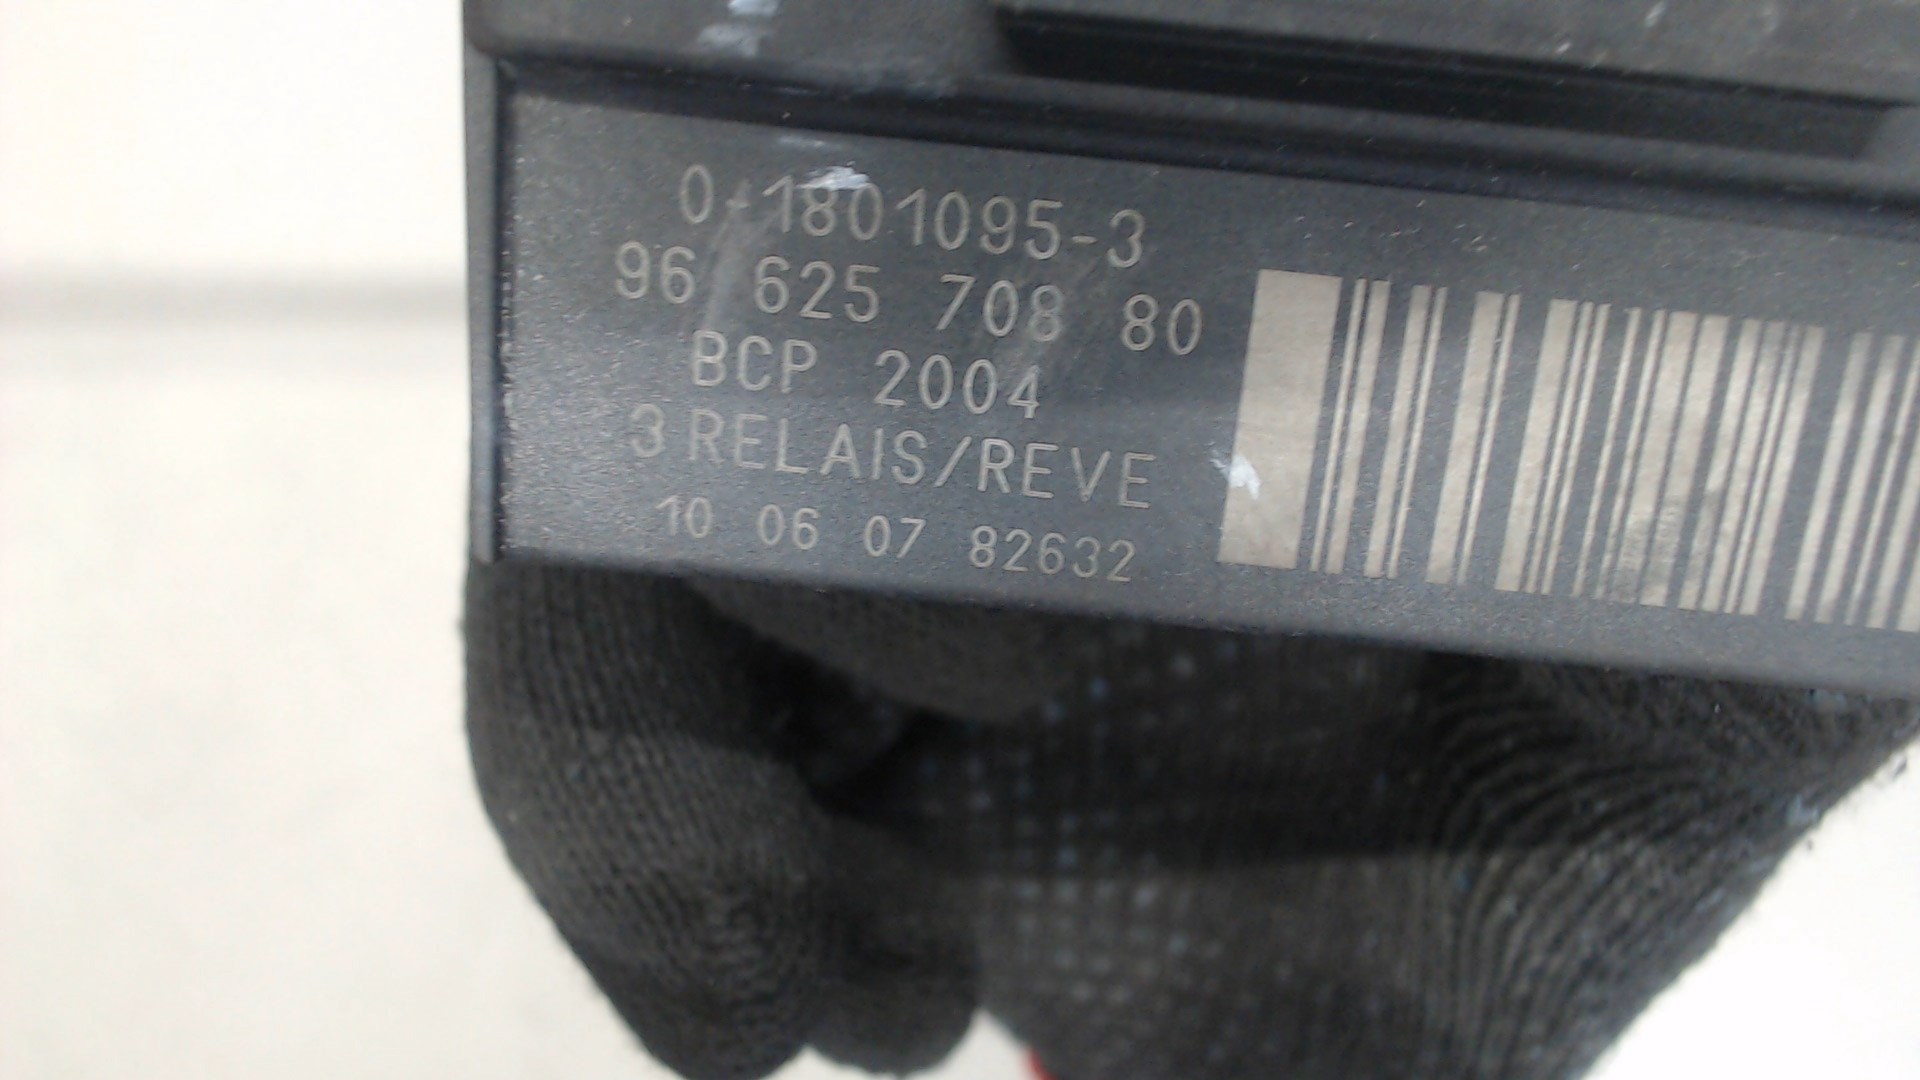 0-1801095-3
96 625 708 80
BCP 2004
3 RELAIS/REVE
10 06 07 82632